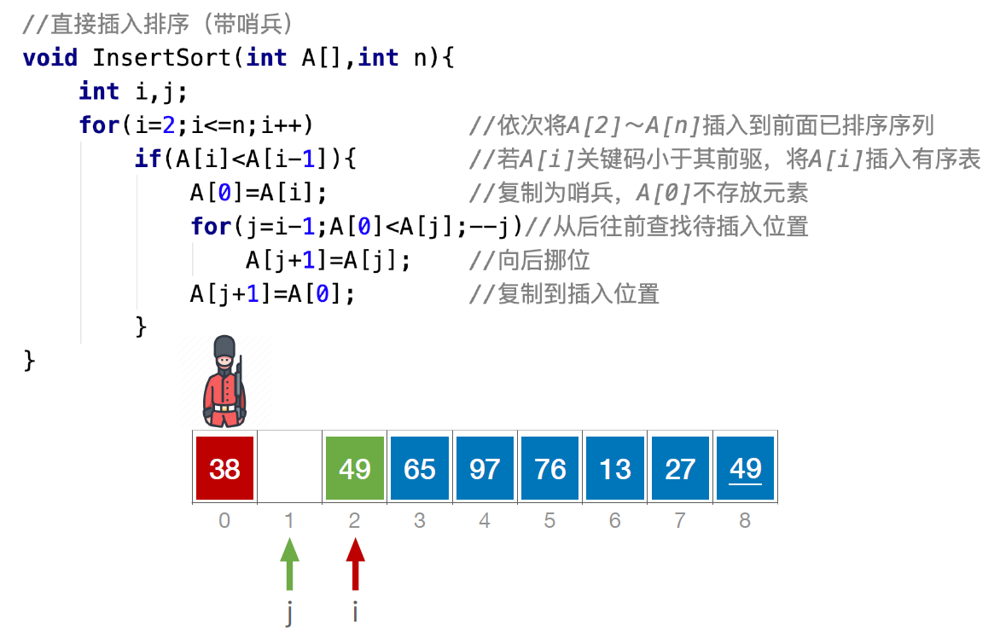 //直接插入排序（带哨兵）
void InsertSort(int A[],int n){
    int i,j;
    for(i=2;i<=n;i++)           //依次将A[2]～A[n]插入到前面已排序序列
        if(A[i]<A[i-1]){        //若A[i]关键码小于其前驱，将A[i]插入有序表
            A[0]=A[i];          //复制为哨兵，A[0]不存放元素
            for(j=i-1;A[0]<A[j];--j)//从后往前查找待插入位置
                A[j+1]=A[j];    //向后挪位
            A[j+1]=A[0];        //复制到插入位置
        }
}
38 49 65 97 76 13 27 49
0 1 2 3 4 5 6 7 8
j i